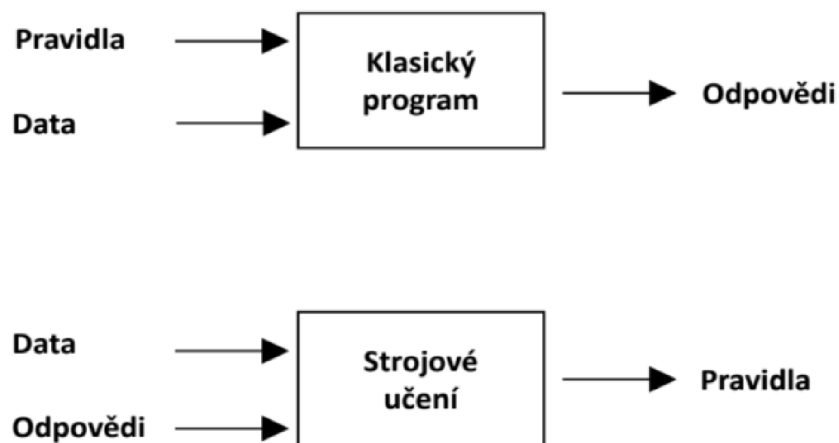 Pravidla
Data
Klasický
program
Odpovědi
Data
Odpovědi
Strojové
učení
Pravidla